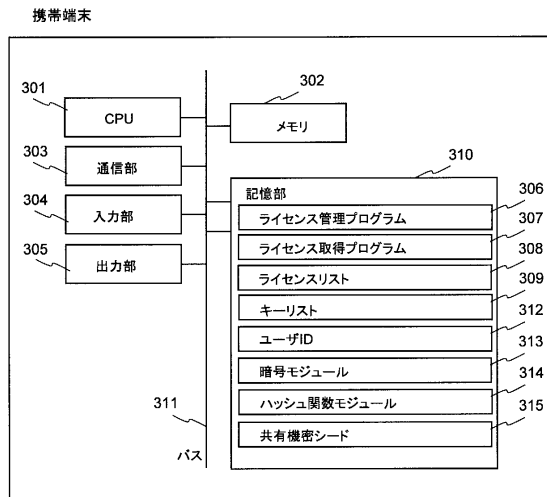 携帯端末
301
CPU
302
メモリ
303
通信部
304
入力部
305
出力部
310
記憶部
306
ライセンス管理プログラム
307
ライセンス取得プログラム
308
ライセンスリスト
309
キーリスト
312
ユーザID
313
暗号モジュール
314
ハッシュ関数モジュール
315
共有機密シード
311
バス